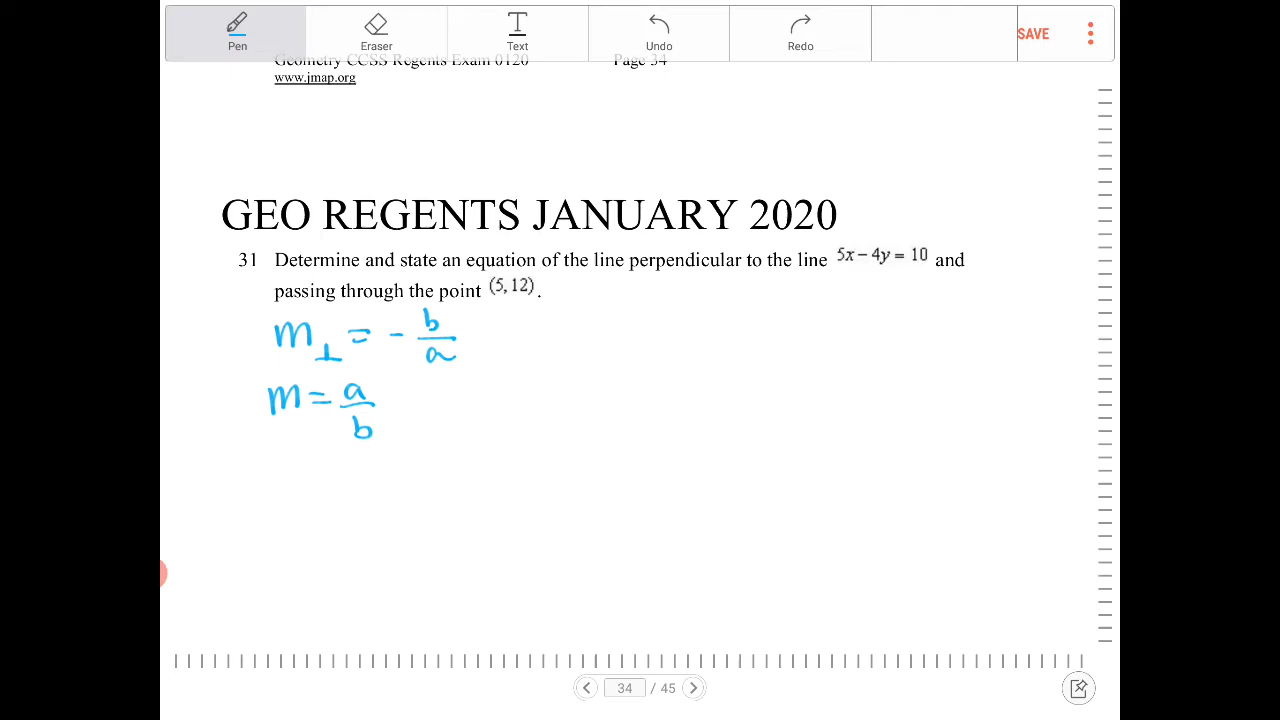 Pen Eraser Text Undo Redo SAVE
Geometry CCSS Regents Exam 0120 Page 34
www.jmap.org
GEO REGENTS JANUARY 2020
31 Determine and state an equation of the line perpendicular to the line 5x − 4y = 10 and
passing through the point (5, 12).
m⊥ = - b/a
m = a/b
34 / 45